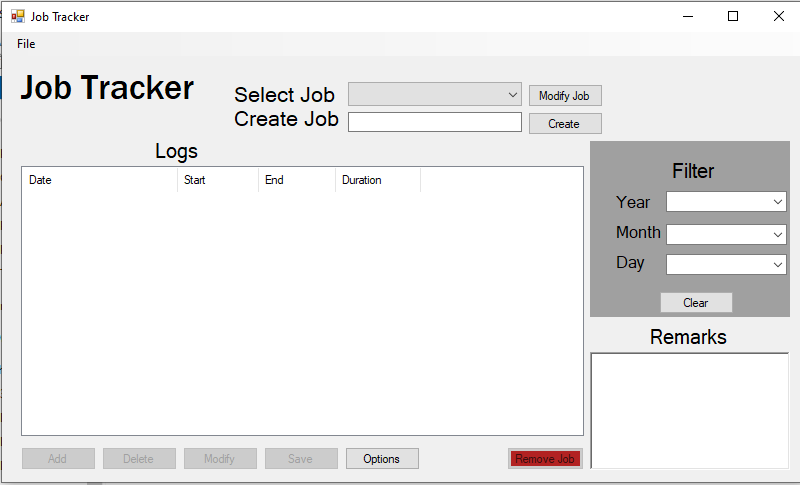 Job Tracker
File
Job Tracker
Select Job
Modify Job
Create Job
Create
Logs
Date Start End Duration
Filter
Year
Month
Day
Clear
Remarks
Add Delete Modify Save Options Remove Job